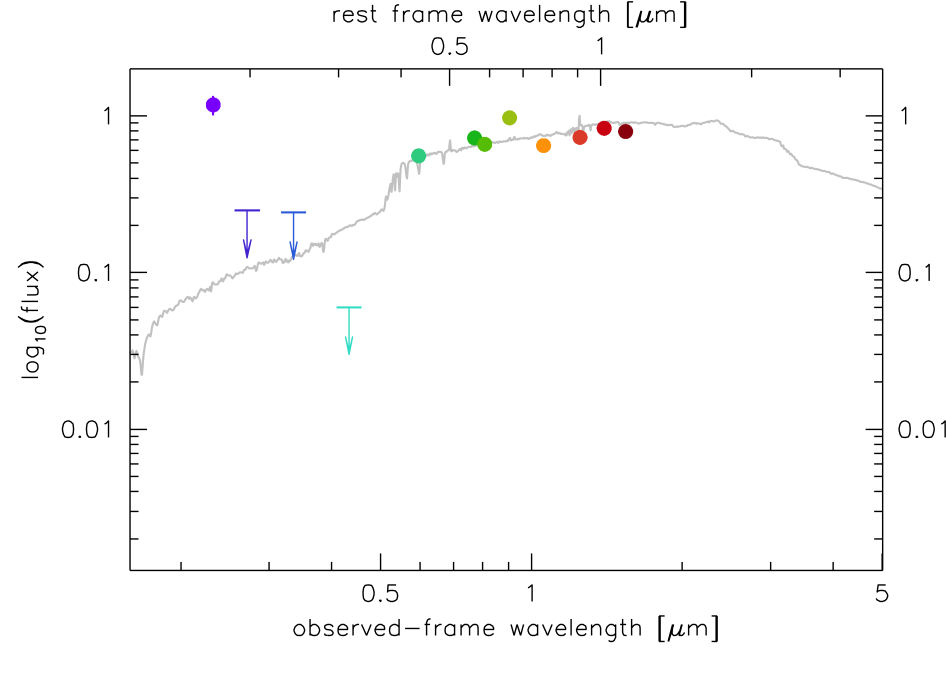 rest frame wavelength [μm]
0.5 1
1 1
0.1 0.1
0.01 0.01
log10(flux)
0.5 1 5
observed-frame wavelength [μm]